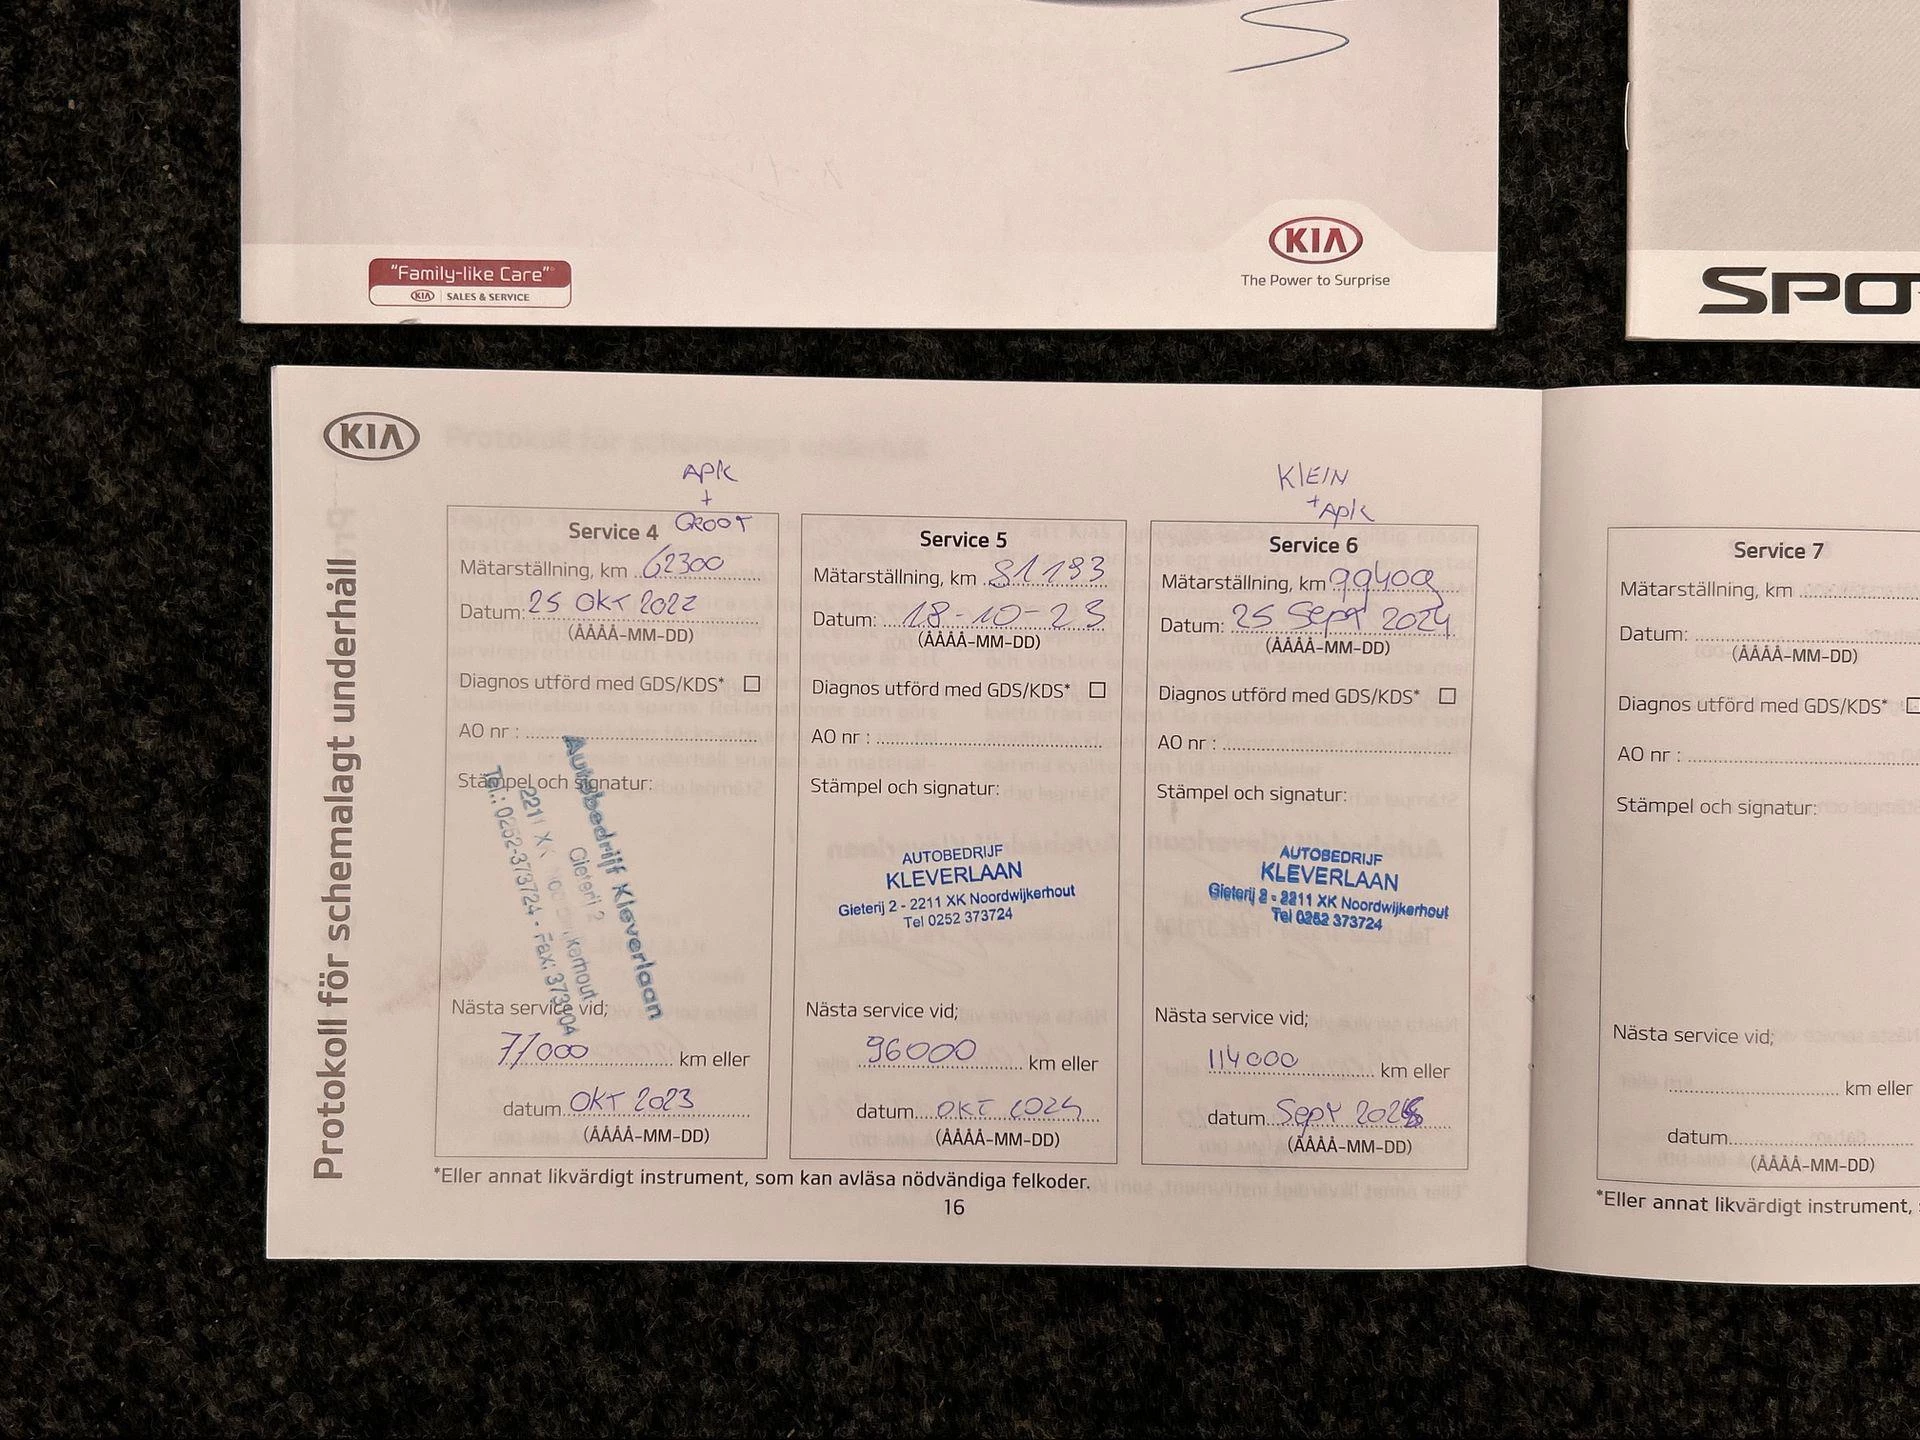 "Family-like Care"
KIA SALES & SERVICE
KIA
The Power to Surprise
SPO
KIA
Protokoll för schemalagt underhåll
APK
+
GROOT
Service 4
Mätarställning, km 62300
Datum: 25 OKT 2022
(ÅÅÅÅ-MM-DD)
Diagnos utförd med GDS/KDS*
AO nr :
Stämpel och signatur:
Autobedrijf Kleverlaan
Gieterij 2
2211 XK
Tel.: 0252-373724 - Fax: 373904
Nästa service vid;
77000 km eller
datum OKT 2023
(ÅÅÅÅ-MM-DD)
Service 5
Mätarställning, km 81193
Datum: 18-10-23
(ÅÅÅÅ-MM-DD)
Diagnos utförd med GDS/KDS*
AO nr :
Stämpel och signatur:
AUTOBEDRIJF
KLEVERLAAN
Gieterij 2 - 2211 XK Noordwijkerhout
Tel 0252 373724
Nästa service vid;
96000 km eller
datum OKT 2024
(ÅÅÅÅ-MM-DD)
KLEIN
+ APK
Service 6
Mätarställning, km 99409
Datum: 25 Sept 2024
(ÅÅÅÅ-MM-DD)
Diagnos utförd med GDS/KDS*
AO nr :
Stämpel och signatur:
AUTOBEDRIJF
KLEVERLAAN
Gieterij 2 - 2211 XK Noordwijkerhout
Tel 0252 373724
Nästa service vid;
114000 km eller
datum Sept 2025
(ÅÅÅÅ-MM-DD)
*Eller annat likvärdigt instrument, som kan avläsa nödvändiga felkoder.
16
Service 7
Mätarställning, km
Datum:
(ÅÅÅÅ-MM-DD)
Diagnos utförd med GDS/KDS*
AO nr :
Stämpel och signatur:
Nästa service vid;
km eller
datum
(ÅÅÅÅ-MM-DD)
*Eller annat likvärdigt instrument,